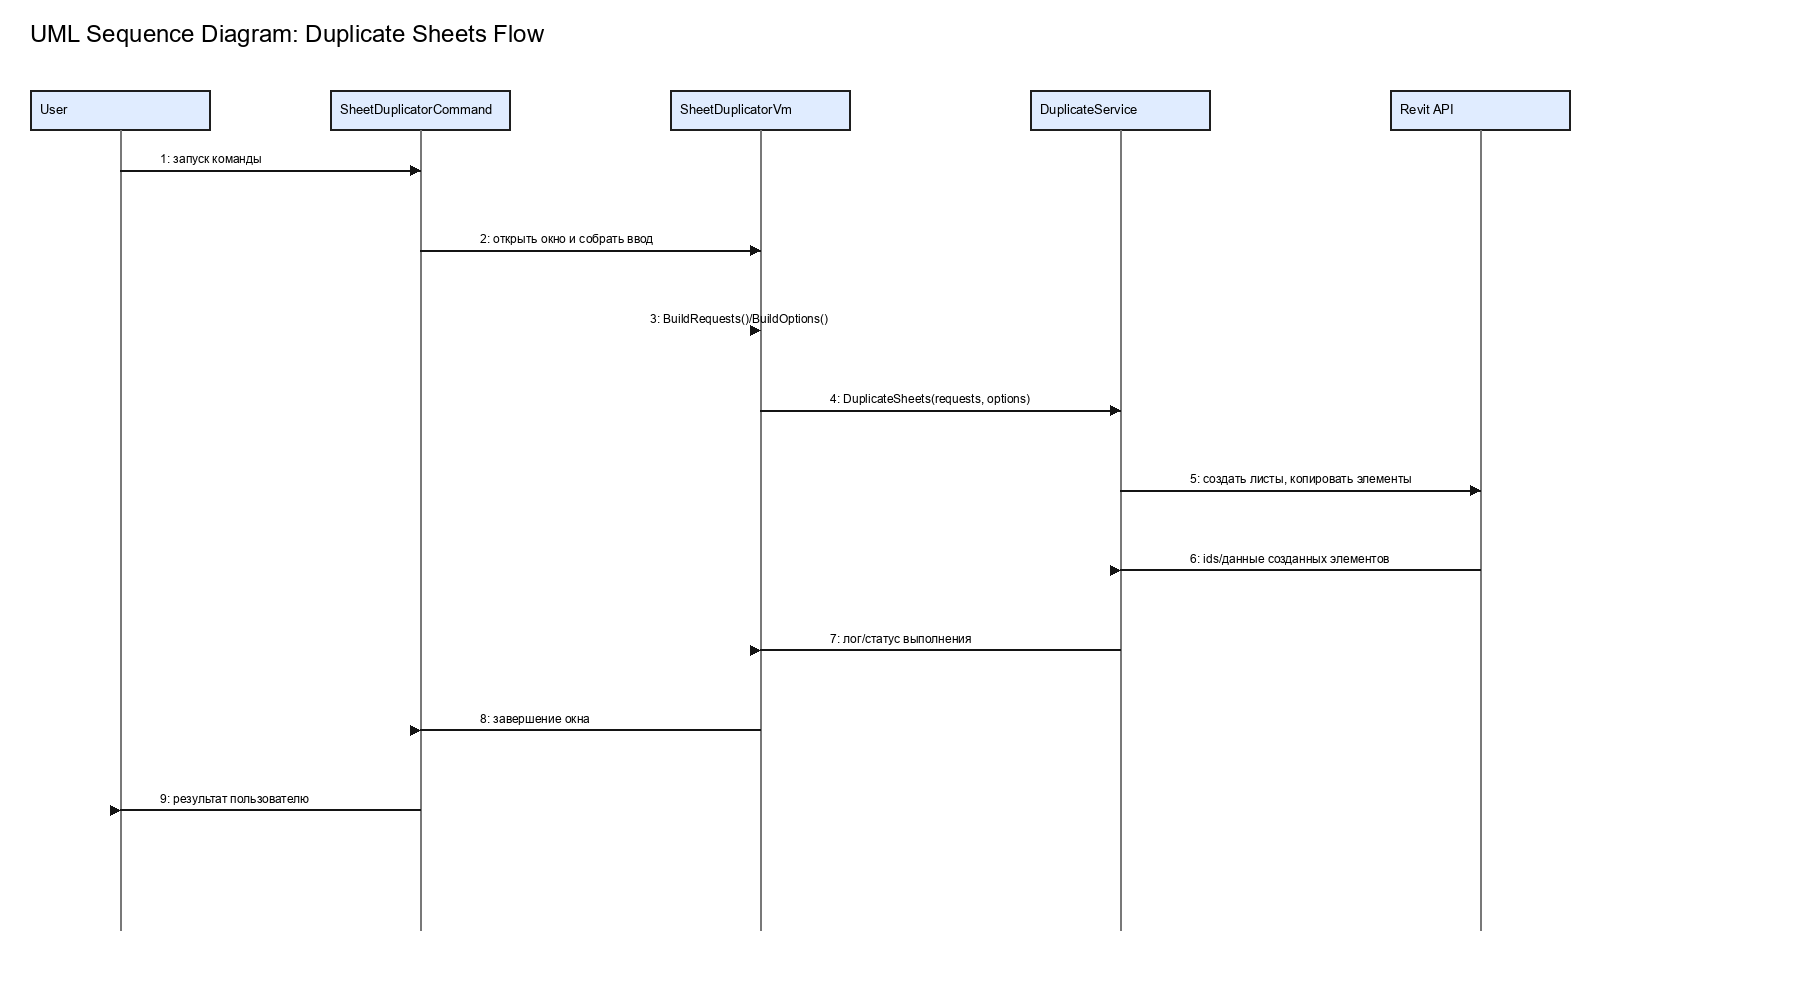 UML Sequence Diagram: Duplicate Sheets Flow
User
SheetDuplicatorCommand
SheetDuplicatorVm
DuplicateService
Revit API
1: запуск команды
2: открыть окно и собрать ввод
3: BuildRequests()/BuildOptions()
4: DuplicateSheets(requests, options)
5: создать листы, копировать элементы
6: ids/данные созданных элементов
7: лог/статус выполнения
8: завершение окна
9: результат пользователю